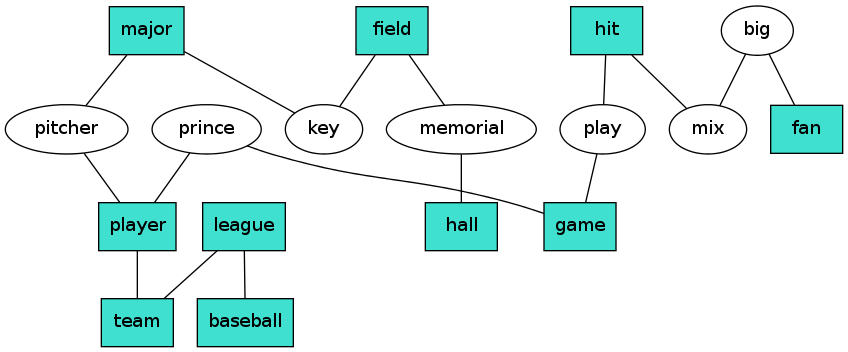 major
field
hit
big
pitcher
prince
key
memorial
play
mix
fan
player
league
hall
game
team
baseball